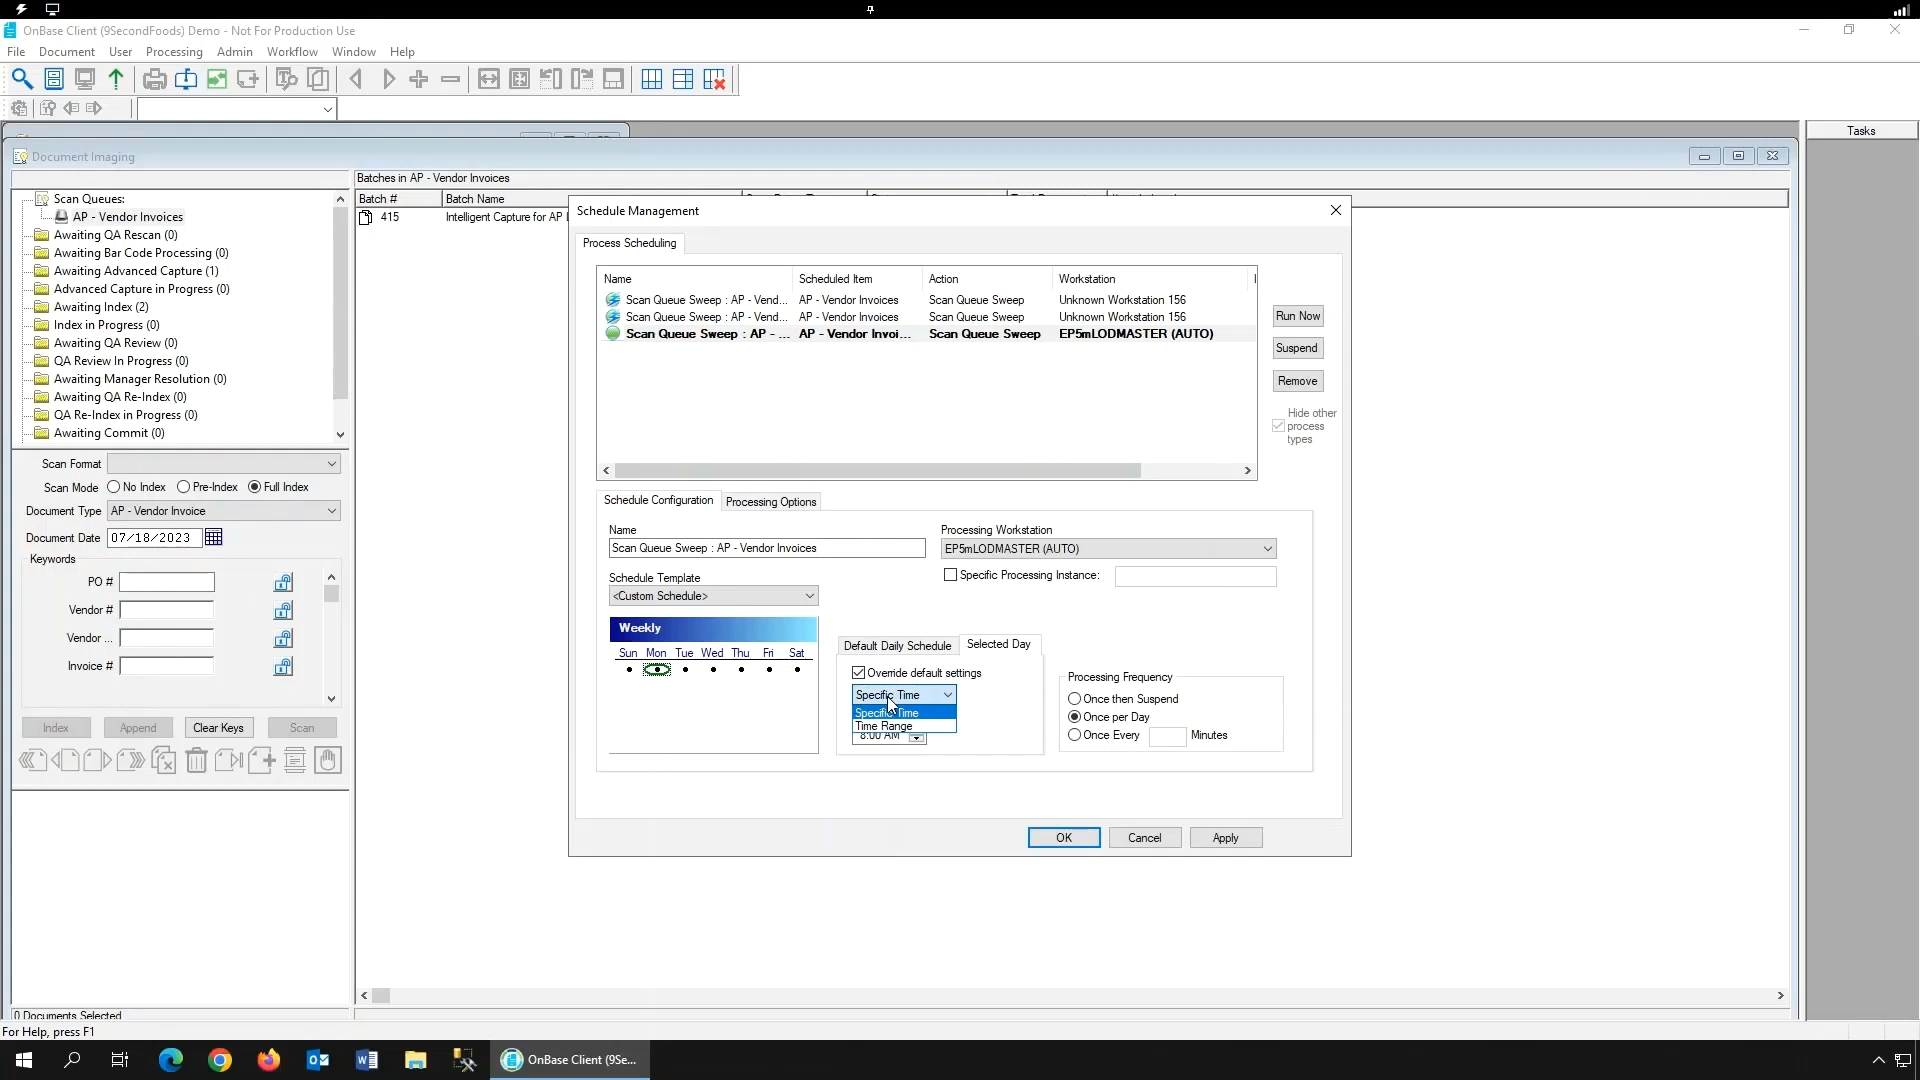 OnBase Client (9SecondFoods) Demo - Not For Production Use
File Document User Processing Admin Workflow Window Help
Tasks
Document Imaging
Scan Queues:
AP - Vendor Invoices
Awaiting QA Rescan (0)
Awaiting Bar Code Processing (0)
Awaiting Advanced Capture (1)
Advanced Capture in Progress (0)
Awaiting Index (2)
Index in Progress (0)
Awaiting QA Review (0)
QA Review In Progress (0)
Awaiting Manager Resolution (0)
Awaiting QA Re-Index (0)
QA Re-Index in Progress (0)
Awaiting Commit (0)
Scan Format
Scan Mode No Index Pre-Index Full Index
Document Type AP - Vendor Invoice
Document Date 07/18/2023
Keywords
PO #
Vendor #
Vendor ...
Invoice #
Index Append Clear Keys Scan
0 Documents Selected
Batches in AP - Vendor Invoices
Batch # Batch Name
415 Intelligent Capture for AP
Schedule Management
Process Scheduling
Name Scheduled Item Action Workstation
Scan Queue Sweep : AP - Vend... AP - Vendor Invoices Scan Queue Sweep Unknown Workstation 156
Scan Queue Sweep : AP - Vend... AP - Vendor Invoices Scan Queue Sweep Unknown Workstation 156
Scan Queue Sweep : AP - ... AP - Vendor Invoi... Scan Queue Sweep EP5mLODMASTER (AUTO)
Run Now
Suspend
Remove
Hide other
process
types
Schedule Configuration Processing Options
Name
Scan Queue Sweep : AP - Vendor Invoices
Processing Workstation
EP5mLODMASTER (AUTO)
Specific Processing Instance:
Schedule Template
<Custom Schedule>
Weekly
Sun Mon Tue Wed Thu Fri Sat
Default Daily Schedule Selected Day
Override default settings
Specific Time
Specific Time
Time Range
8:00 AM
Processing Frequency
Once then Suspend
Once per Day
Once Every Minutes
OK Cancel Apply
For Help, press F1
OnBase Client (9Se...